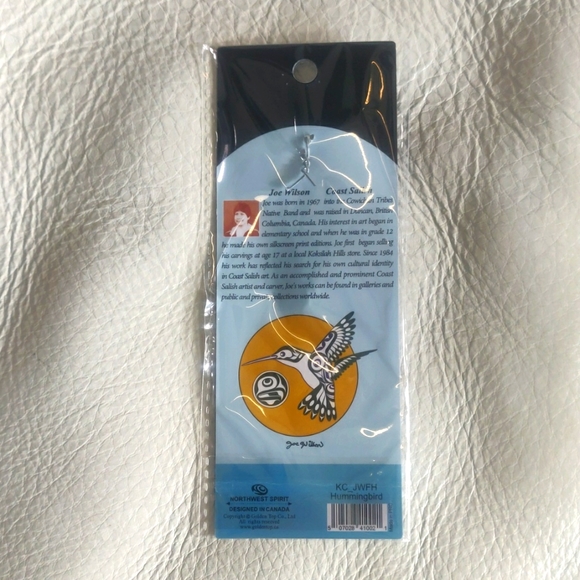 Joe Wilson Coast Salish
Joe was born in 1967 into the Cowichan Tribes
Native Band and was raised in Duncan, British
Columbia, Canada. His interest in art began in
elementary school and when he was in grade 12
he made his own silkscreen print editions. Joe first began selling
his carvings at age 17 at a local Koksilah Hills store. Since 1984
his work has reflected his search for his own cultural identity
in Coast Salish art. As an accomplished and prominent Coast
Salish artist and carver, Joe's works can be found in galleries and
public and private collections worldwide.
Joe Wilson
NORTHWEST SPIRIT
DESIGNED IN CANADA
All rights reserved
KC_JWFH
Hummingbird